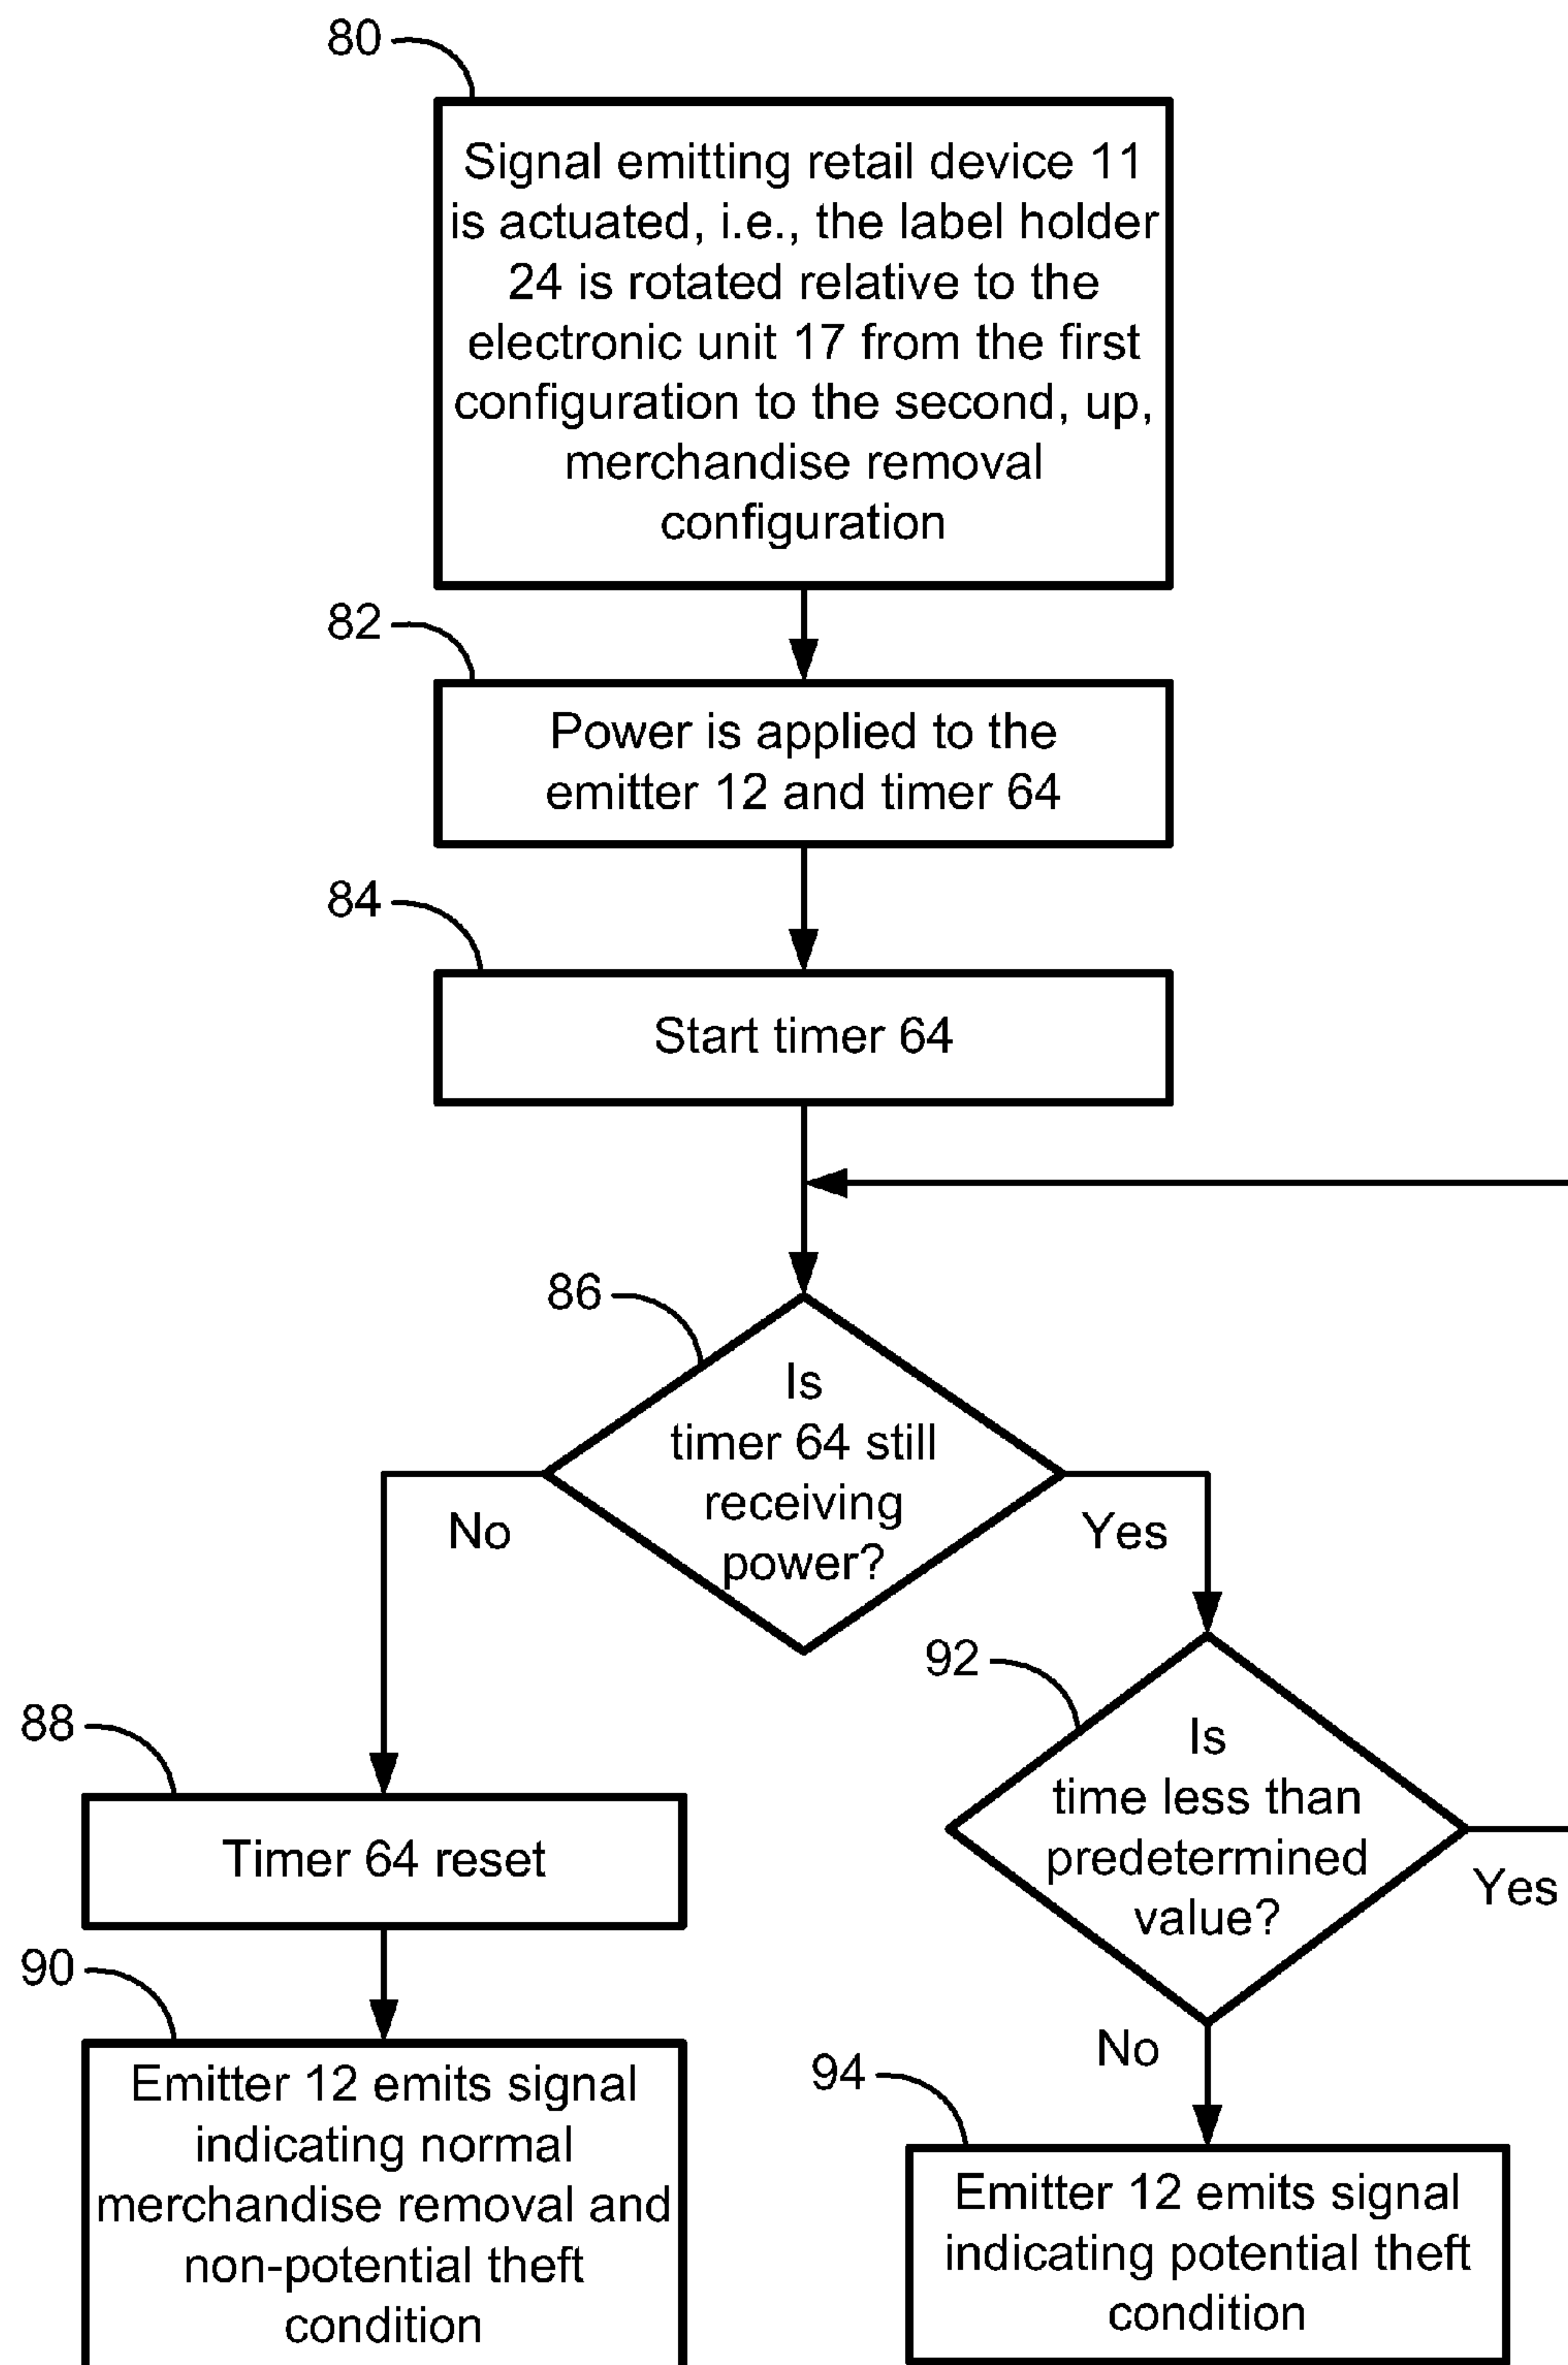 80
Signal emitting retail device 11
is actuated, i.e., the label holder
24 is rotated relative to the
electronic unit 17 from the first
configuration to the second, up,
merchandise removal
configuration
82
Power is applied to the
emitter 12 and timer 64
84
Start timer 64
86
Is
timer 64 still
receiving
power?
No
Yes
92
Is
time less than
predetermined
value?
Yes
88
Timer 64 reset
90
Emitter 12 emits signal
indicating normal
merchandise removal and
non-potential theft
condition
No
94
Emitter 12 emits signal
indicating potential theft
condition